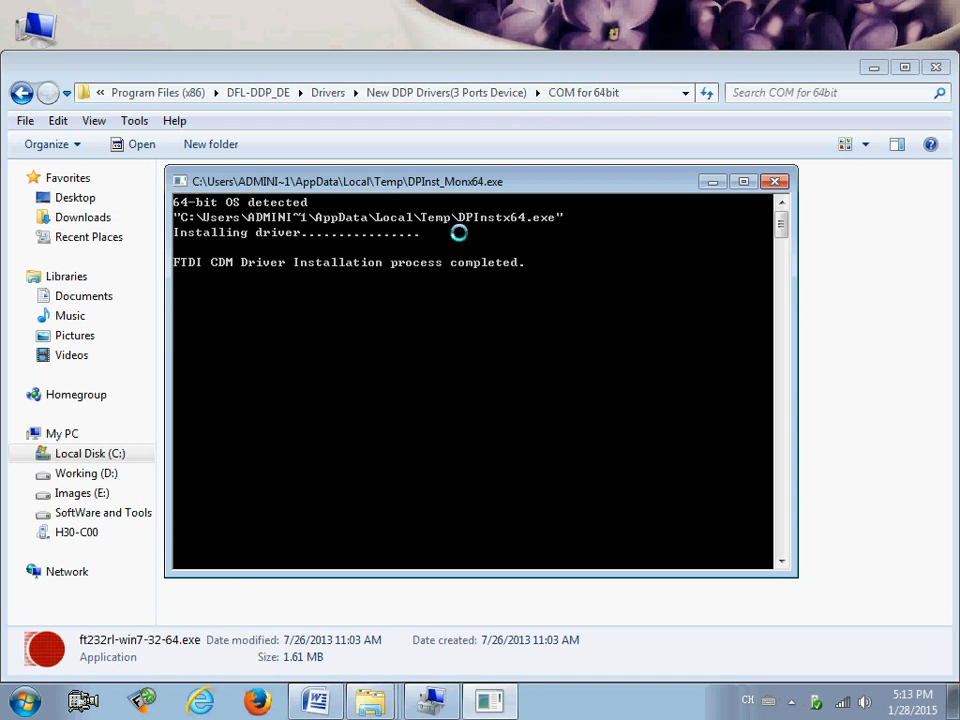 « Program Files (x86) DFL-DDP_DE Drivers New DDP Drivers(3 Ports Device) COM for 64bit
Search COM for 64bit
File Edit View Tools Help
Organize Open New folder
Favorites
Desktop
Downloads
Recent Places
Libraries
Documents
Music
Pictures
Videos
Homegroup
My PC
Local Disk (C:)
Working (D:)
Images (E:)
SoftWare and Tools
H30-C00
Network
C:\Users\ADMINI~1\AppData\Local\Temp\DPInst_Monx64.exe
64-bit OS detected
"C:\Users\ADMINI~1\AppData\Local\Temp\DPInstx64.exe"
Installing driver................
FTDI CDM Driver Installation process completed.
ft232rl-win7-32-64.exe Date modified: 7/26/2013 11:03 AM Date created: 7/26/2013 11:03 AM
Application Size: 1.61 MB
CH
5:13 PM
1/28/2015